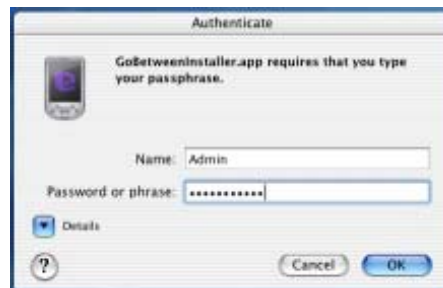 Authenticate
GoBetweenInstaller.app requires that you type
your passphrase.
Name: Admin
Password or phrase: •••••••••••
Details
?
Cancel OK